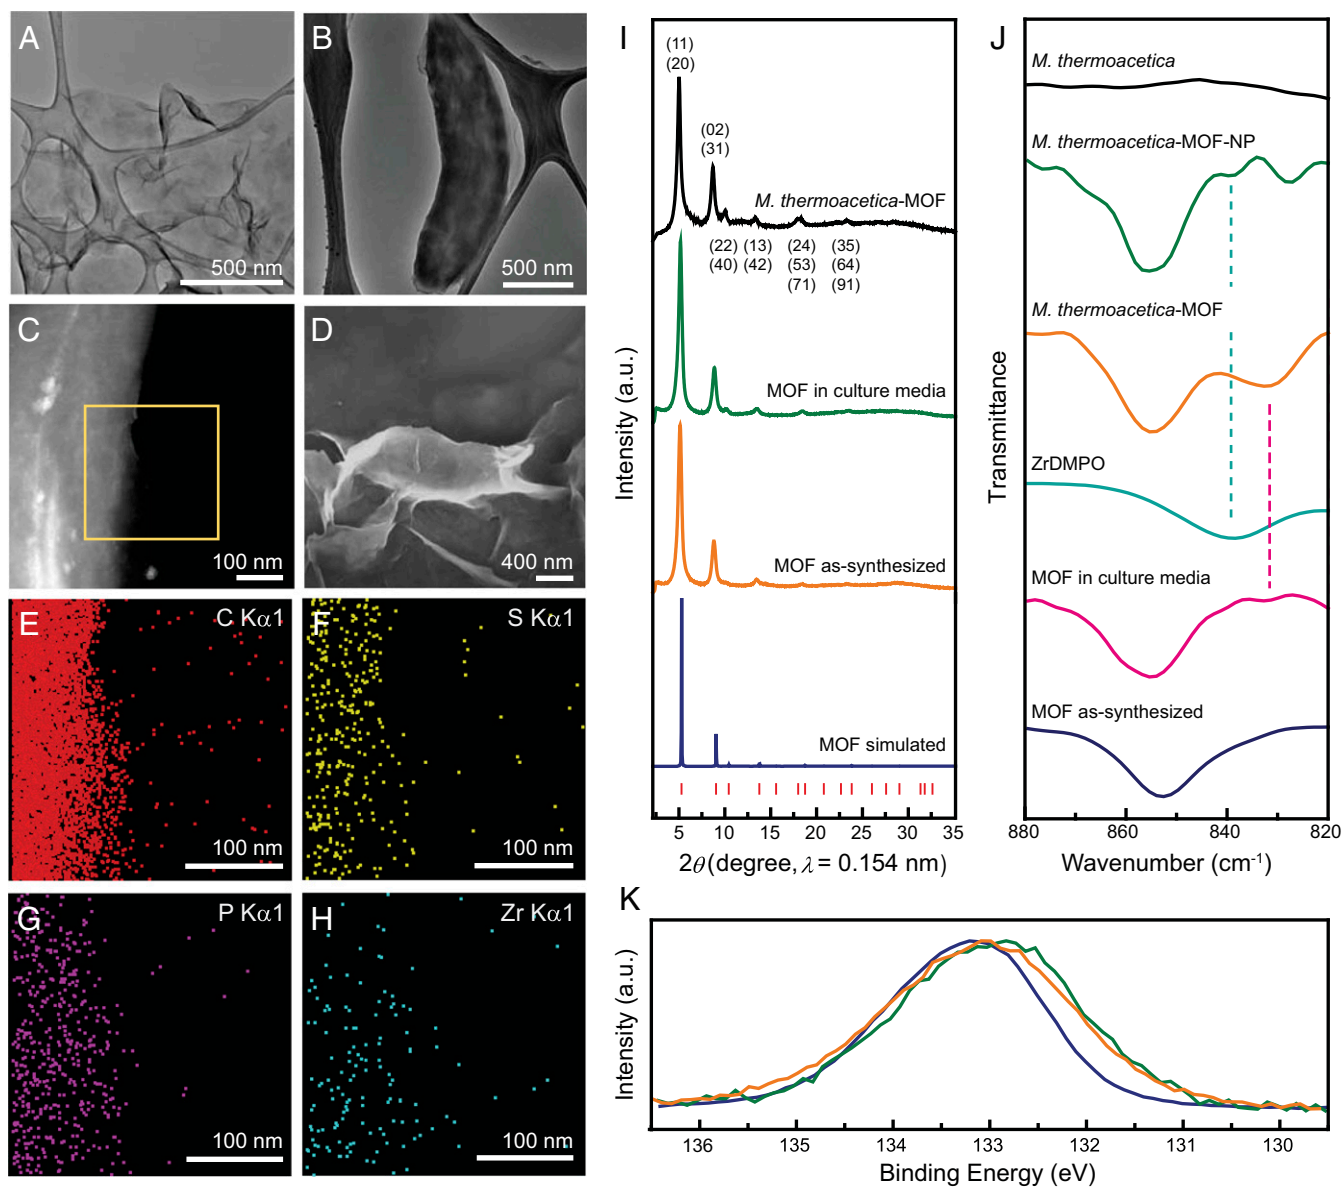 A
500 nm
B
500 nm
C
100 nm
D
400 nm
E
C Kα1
100 nm
F
S Kα1
100 nm
G
P Kα1
100 nm
H
Zr Kα1
100 nm
I
(11)
(20)
(02)
(31)
M. thermoacetica-MOF
(22) (13) (24) (35)
(40) (42) (53) (64)
(71) (91)
MOF in culture media
MOF as-synthesized
MOF simulated
Intensity (a.u.)
5 10 15 20 25 30 35
2θ (degree, λ = 0.154 nm)
J
M. thermoacetica
M. thermoacetica-MOF-NP
M. thermoacetica-MOF
ZrDMPO
MOF in culture media
MOF as-synthesized
Transmittance
880 860 840 820
Wavenumber (cm⁻¹)
K
Intensity (a.u.)
136 135 134 133 132 131 130
Binding Energy (eV)